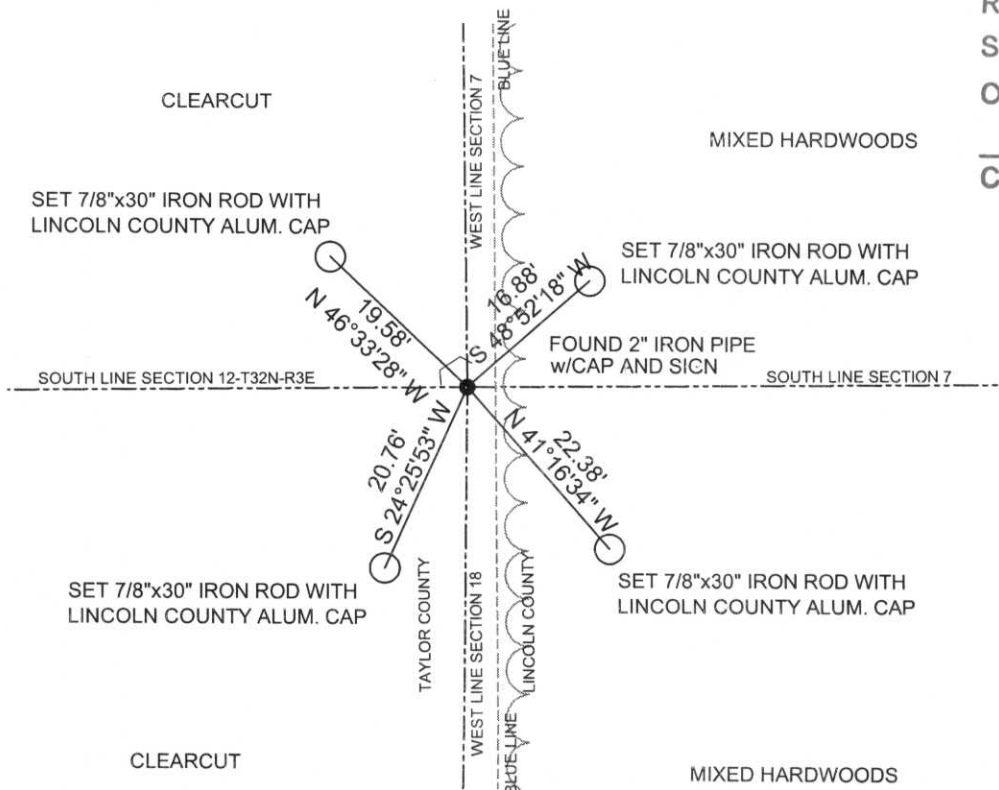 R
S
O
C
CLEARCUT
WEST LINE SECTION 7
BLUE LINE
MIXED HARDWOODS
SET 7/8"x30" IRON ROD WITH
LINCOLN COUNTY ALUM. CAP
SET 7/8"x30" IRON ROD WITH
LINCOLN COUNTY ALUM. CAP
19.58'
N 46°33'28" W
16.88'
S 48°52'18" W
FOUND 2" IRON PIPE
w/CAP AND SIGN
SOUTH LINE SECTION 12-T32N-R3E
SOUTH LINE SECTION 7
20.76'
S 24°25'53" W
22.38'
N 41°16'34" W
SET 7/8"x30" IRON ROD WITH
LINCOLN COUNTY ALUM. CAP
SET 7/8"x30" IRON ROD WITH
LINCOLN COUNTY ALUM. CAP
TAYLOR COUNTY
WEST LINE SECTION 18
LINCOLN COUNTY
BLUE LINE
CLEARCUT
MIXED HARDWOODS